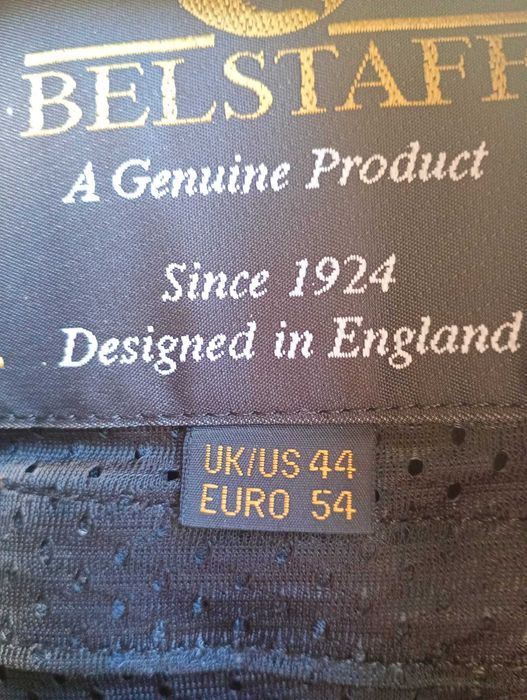 BELSTAFF
A Genuine Product
Since 1924
Designed in England
UK/US 44
EURO 54